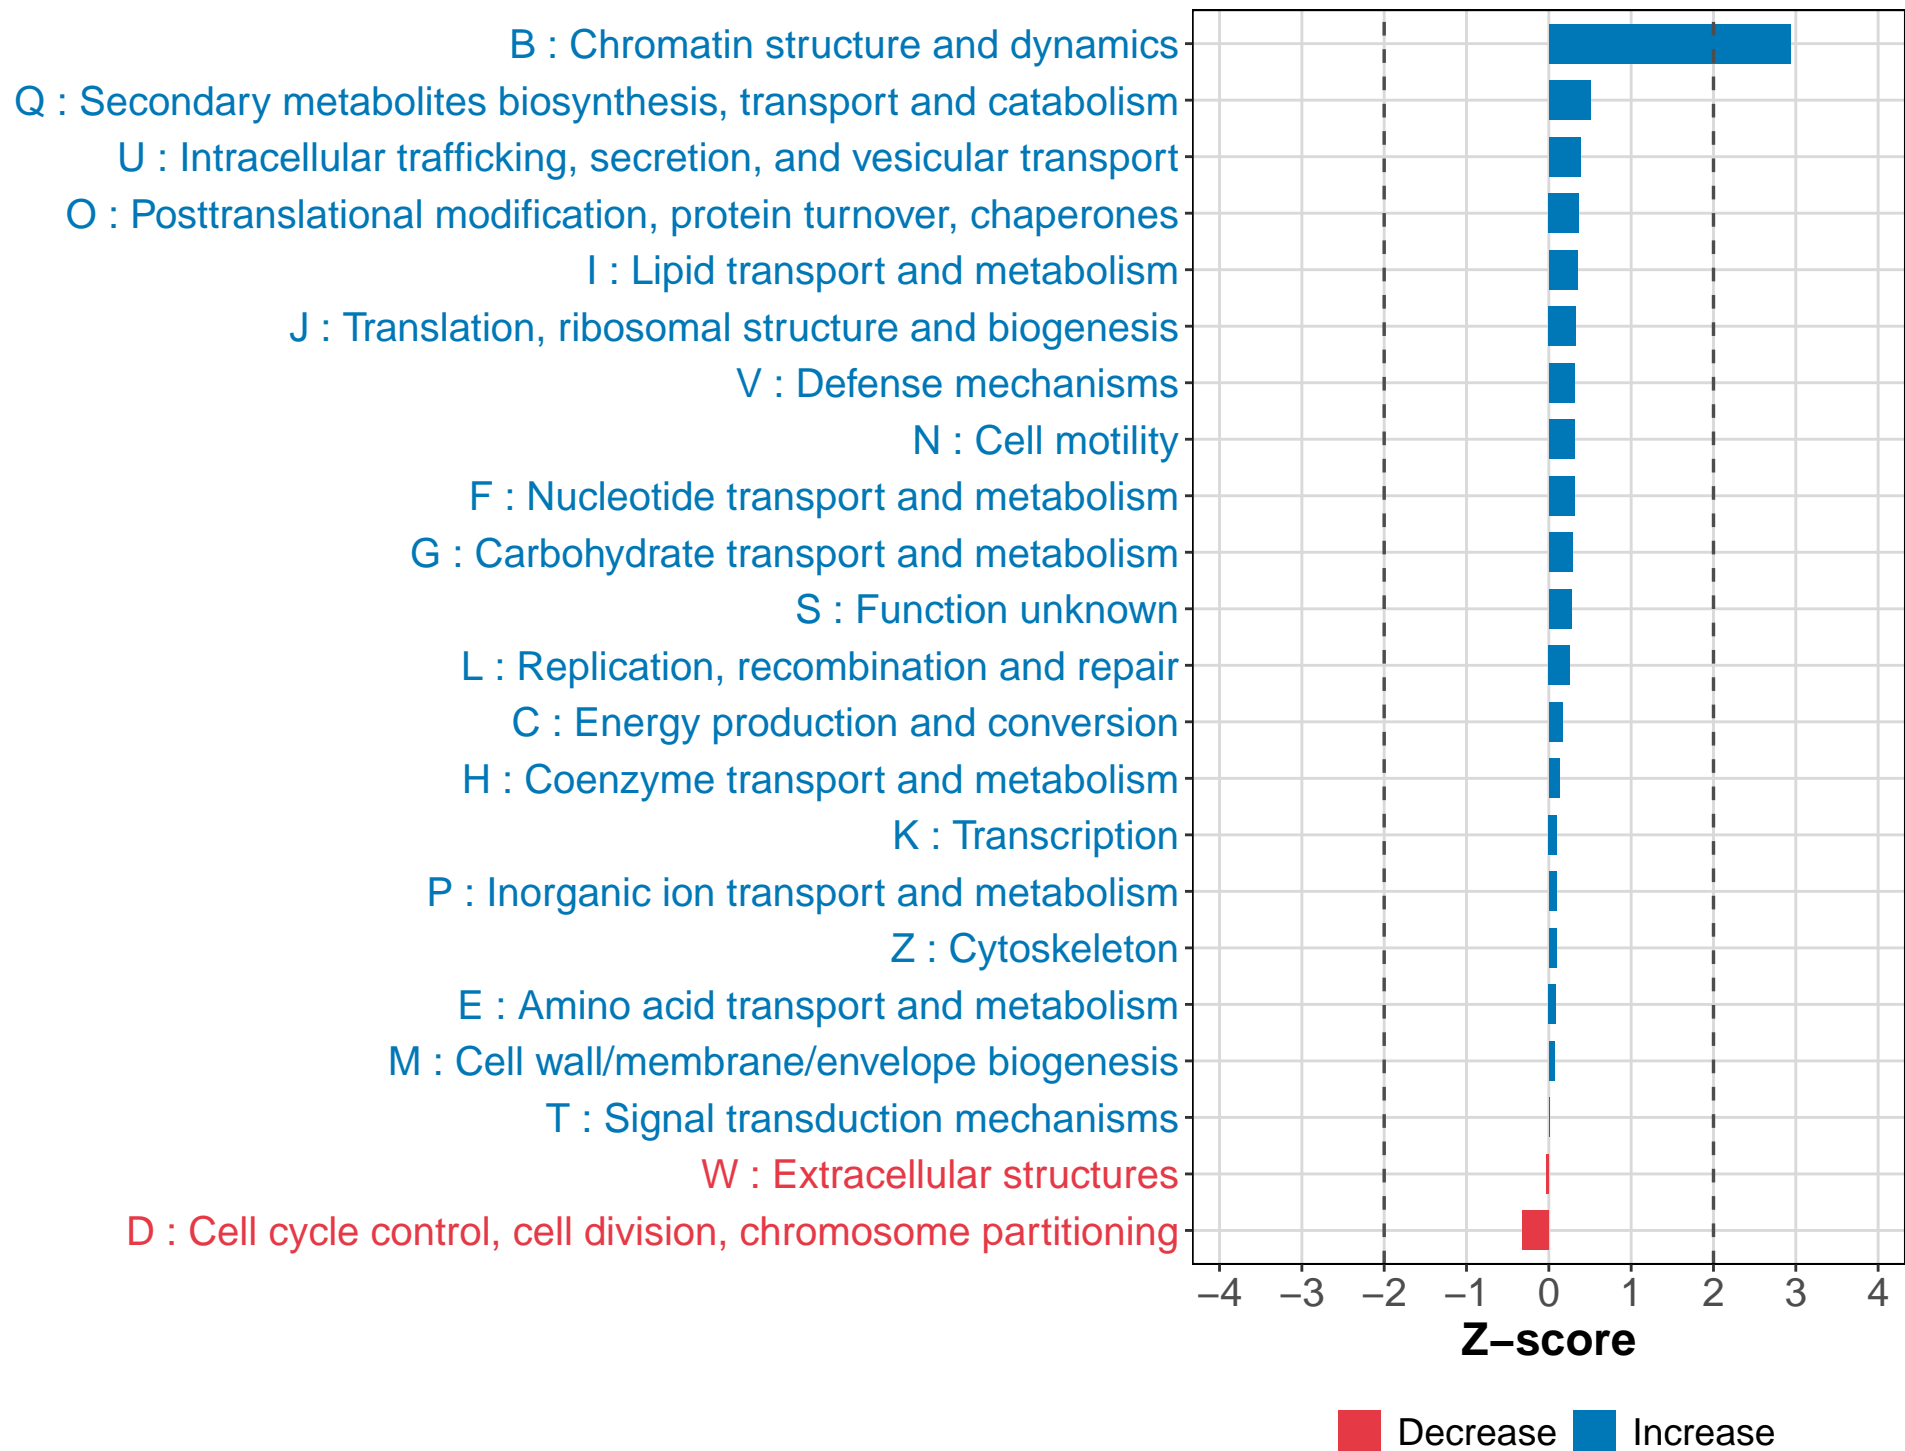 B : Chromatin structure and dynamics
Q : Secondary metabolites biosynthesis, transport and catabolism
U : Intracellular trafficking, secretion, and vesicular transport
O : Posttranslational modification, protein turnover, chaperones
I : Lipid transport and metabolism
J : Translation, ribosomal structure and biogenesis
V : Defense mechanisms
N : Cell motility
F : Nucleotide transport and metabolism
G : Carbohydrate transport and metabolism
S : Function unknown
L : Replication, recombination and repair
C : Energy production and conversion
H : Coenzyme transport and metabolism
K : Transcription
P : Inorganic ion transport and metabolism
Z : Cytoskeleton
E : Amino acid transport and metabolism
M : Cell wall/membrane/envelope biogenesis
T : Signal transduction mechanisms
W : Extracellular structures
D : Cell cycle control, cell division, chromosome partitioning
−4 −3 −2 −1 0 1 2 3 4
Z−score
Decrease Increase